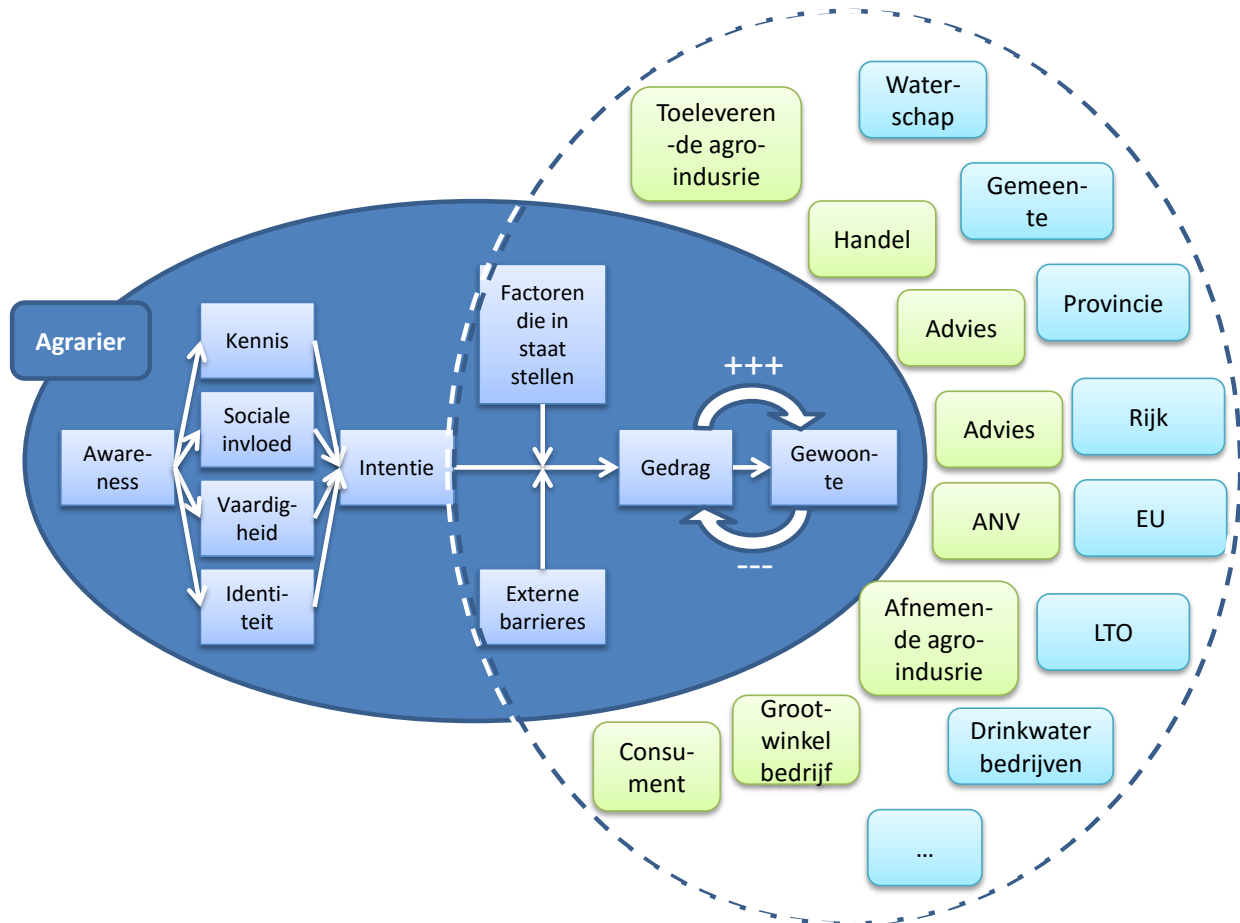 Agrarier
Aware-
ness
Kennis
Sociale
invloed
Vaardig-
heid
Identi-
teit
Intentie
Factoren
die in
staat
stellen
Externe
barrieres
Gedrag
+++
---
Gewoon-
te
Toeleveren
-de agro-
indusrie
Handel
Advies
Advies
ANV
Afnemen-
de agro-
indusrie
Groot-
winkel
bedrijf
Consu-
ment
Water-
schap
Gemeen-
te
Provincie
Rijk
EU
LTO
Drinkwater
bedrijven
...